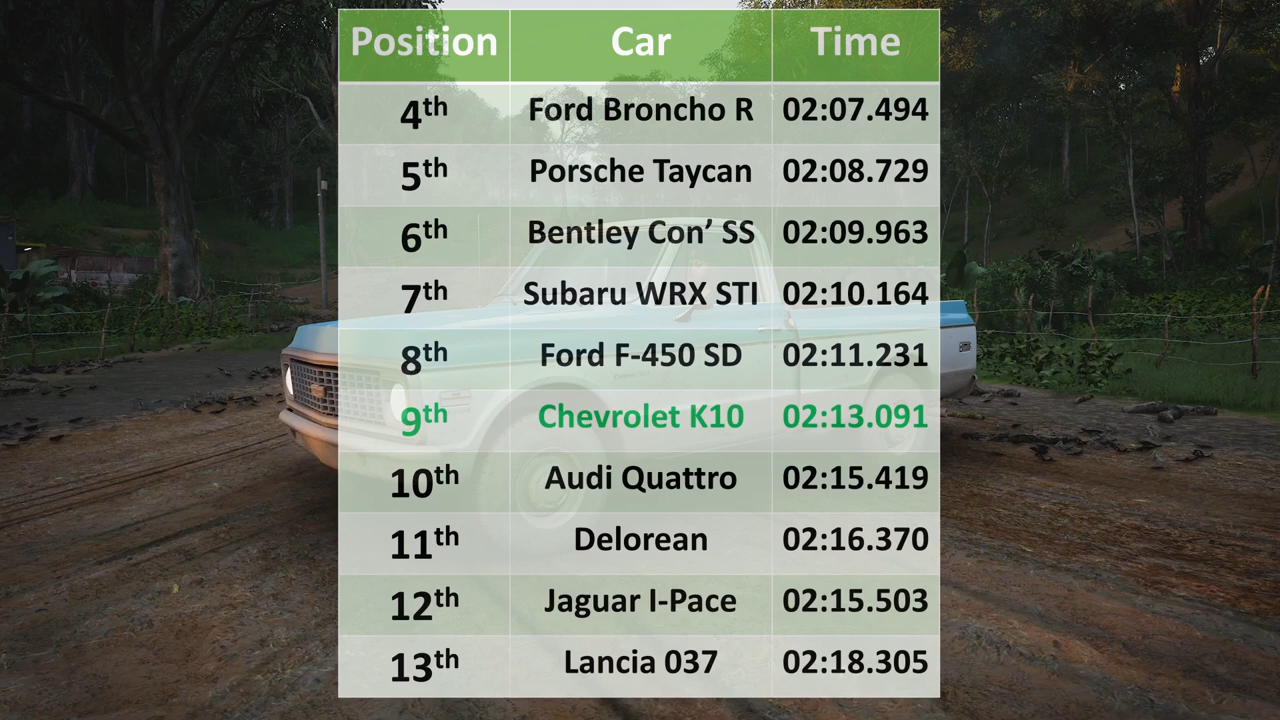 Position Car Time
4th Ford Broncho R 02:07.494
5th Porsche Taycan 02:08.729
6th Bentley Con’ SS 02:09.963
7th Subaru WRX STI 02:10.164
8th Ford F-450 SD 02:11.231
9th Chevrolet K10 02:13.091
10th Audi Quattro 02:15.419
11th Delorean 02:16.370
12th Jaguar I-Pace 02:15.503
13th Lancia 037 02:18.305